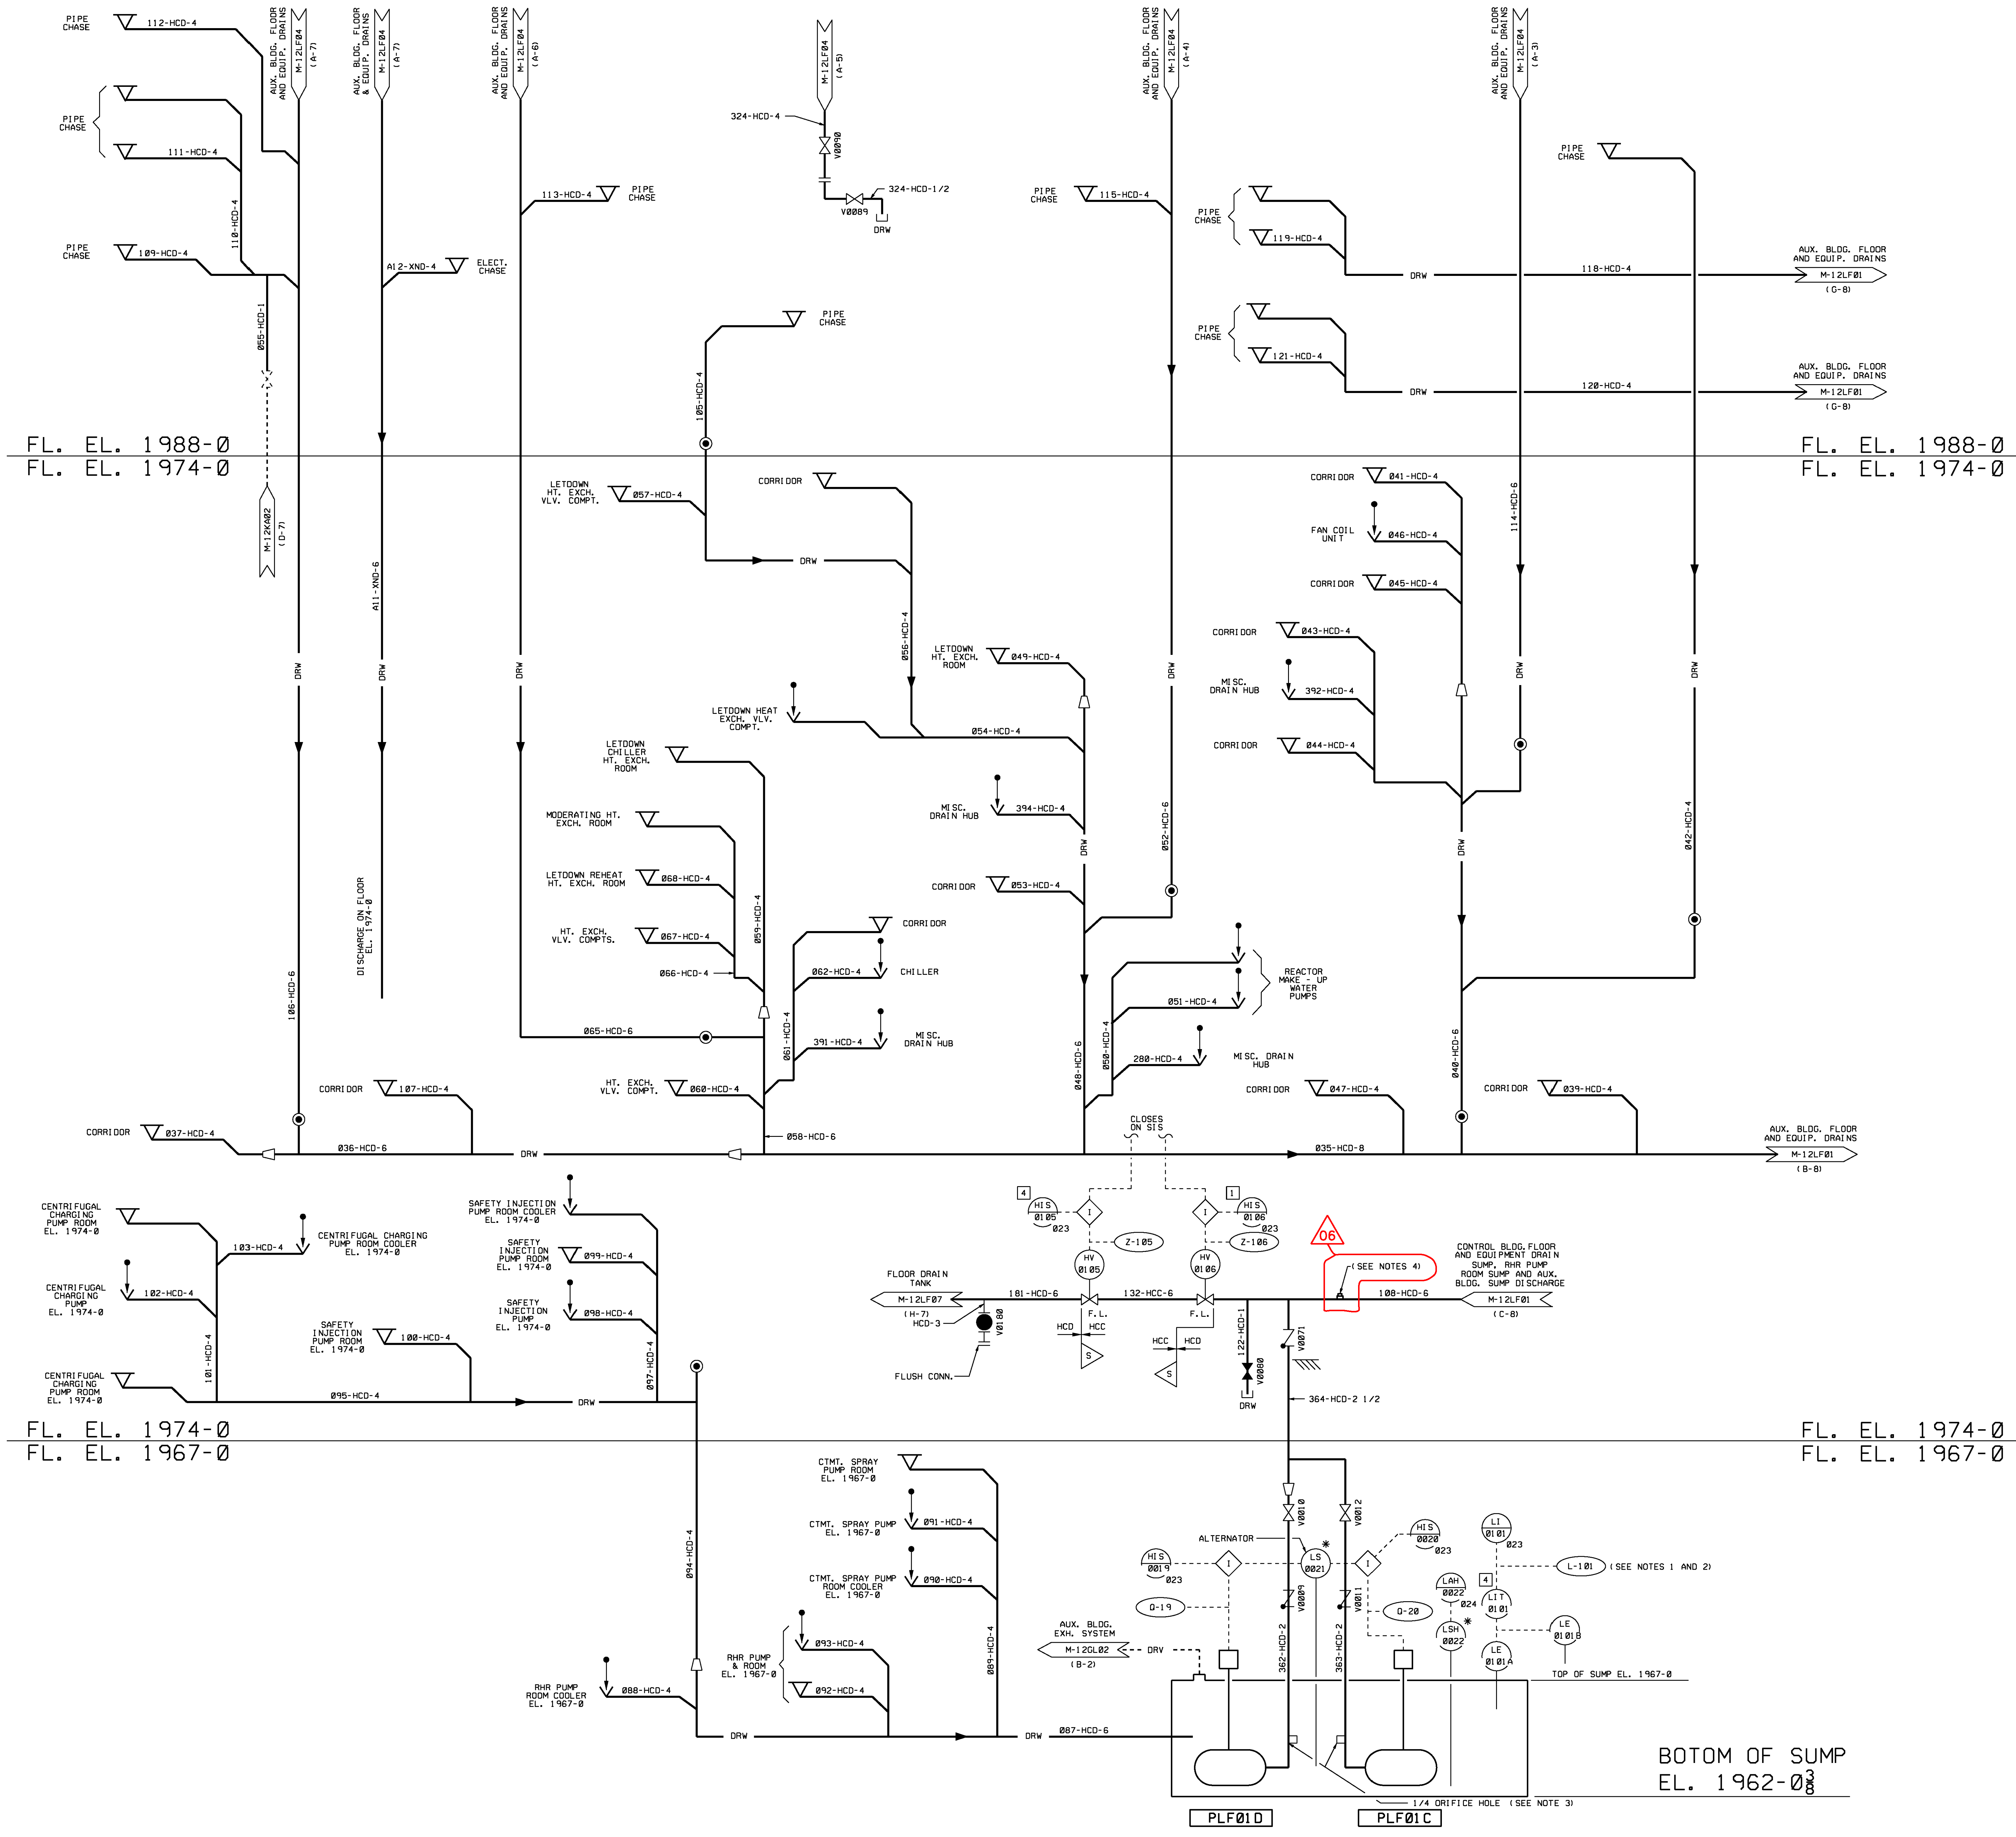 PIPE
CHASE
112-HCD-4
AUX. BLDG. FLOOR
AND EQUIP. DRAINS
M-12LF04
(A-7)
AUX. BLDG. FLOOR
& EQUIP. DRAINS
M-12LF04
(A-7)
AUX. BLDG. FLOOR
AND EQUIP. DRAINS
M-12LF04
(A-6)
M-12LF04
(A-5)
AUX. BLDG. FLOOR
AND EQUIP. DRAINS
M-12LF04
(A-4)
AUX. BLDG. FLOOR
AND EQUIP. DRAINS
M-12LF04
(A-3)
PIPE
CHASE
111-HCD-4
110-HCD-4
324-HCD-4
V0090
324-HCD-1/2
V0089
DRW
PIPE
CHASE
113-HCD-4
PIPE
CHASE
PIPE
CHASE
115-HCD-4
PIPE
CHASE
119-HCD-4
PIPE
CHASE
109-HCD-4
A12-XND-4
ELECT.
CHASE
DRW
118-HCD-4
AUX. BLDG. FLOOR
AND EQUIP. DRAINS
M-12LF01
(G-8)
055-HCD-1
PIPE
CHASE
105-HCD-4
PIPE
CHASE
121-HCD-4
DRW
120-HCD-4
AUX. BLDG. FLOOR
AND EQUIP. DRAINS
M-12LF01
(G-8)
FL. EL. 1988-0
FL. EL. 1974-0
FL. EL. 1988-0
FL. EL. 1974-0
M-12KA02
(D-7)
A11-XND-6
LETDOWN
HT. EXCH.
VLV. COMPT.
057-HCD-4
CORRIDOR
DRW
056-HCD-4
CORRIDOR
041-HCD-4
FAN COIL
UNIT
046-HCD-4
CORRIDOR
045-HCD-4
114-HCD-6
DRW
DRW
DRW
LETDOWN
HT. EXCH.
ROOM
049-HCD-4
DRW
CORRIDOR
043-HCD-4
MISC.
DRAIN HUB
392-HCD-4
CORRIDOR
044-HCD-4
DRW
DRW
LETDOWN HEAT
EXCH. VLV.
COMPT.
054-HCD-4
LETDOWN
CHILLER
HT. EXCH.
ROOM
MODERATING HT.
EXCH. ROOM
LETDOWN REHEAT
HT. EXCH. ROOM
068-HCD-4
HT. EXCH.
VLV. COMPTS.
067-HCD-4
066-HCD-4
059-HCD-4
MISC.
DRAIN HUB
394-HCD-4
DRW
052-HCD-6
DRW
042-HCD-4
CORRIDOR
053-HCD-4
DISCHARGE ON FLOOR
EL. 1974-0
CORRIDOR
062-HCD-4
CHILLER
061-HCD-4
391-HCD-4
MISC.
DRAIN HUB
REACTOR
MAKE - UP
WATER
PUMPS
051-HCD-4
050-HCD-4
280-HCD-4
MISC. DRAIN
HUB
048-HCD-6
040-HCD-6
106-HCD-6
065-HCD-6
HT. EXCH.
VLV. COMPT.
060-HCD-4
058-HCD-6
CORRIDOR
107-HCD-4
CORRIDOR
037-HCD-4
036-HCD-6
DRW
CORRIDOR
047-HCD-4
CORRIDOR
039-HCD-4
035-HCD-8
AUX. BLDG. FLOOR
AND EQUIP. DRAINS
M-12LF01
(B-8)
CLOSES
ON SIS
4
HIS
0105
023
I
Z-105
HV
0105
1
HIS
0106
023
I
Z-106
HV
0106
06
(SEE NOTES 4)
CONTROL BLDG.FLOOR
AND EQUIPMENT DRAIN
SUMP, RHR PUMP
ROOM SUMP AND AUX.
BLDG. SUMP DISCHARGE
108-HCD-6
M-12LF01
(C-8)
FLOOR DRAIN
TANK
M-12LF07
(H-7)
181-HCD-6
132-HCC-6
F.L.
F.L.
HCD-3
V0180
FLUSH CONN.
HCD
HCC
S
HCC
HCD
S
122-HCD-1
V0080
DRW
V0071
364-HCD-2 1/2
CENTRIFUGAL
CHARGING
PUMP ROOM
EL. 1974-0
103-HCD-4
CENTRIFUGAL CHARGING
PUMP ROOM COOLER
EL. 1974-0
CENTRIFUGAL
CHARGING
PUMP
EL. 1974-0
102-HCD-4
101-HCD-4
CENTRIFUGAL
CHARGING
PUMP ROOM
EL. 1974-0
095-HCD-4
SAFETY
INJECTION
PUMP ROOM
EL. 1974-0
100-HCD-4
SAFETY INJECTION
PUMP ROOM COOLER
EL. 1974-0
SAFETY
INJECTION
PUMP ROOM
EL. 1974-0
099-HCD-4
SAFETY
INJECTION
PUMP
EL. 1974-0
098-HCD-4
097-HCD-4
DRW
FL. EL. 1974-0
FL. EL. 1967-0
FL. EL. 1974-0
FL. EL. 1967-0
CTMT. SPRAY
PUMP ROOM
EL. 1967-0
CTMT. SPRAY PUMP
EL. 1967-0
091-HCD-4
CTMT. SPRAY PUMP
ROOM COOLER
EL. 1967-0
090-HCD-4
089-HCD-4
094-HCD-4
RHR PUMP
& ROOM
EL. 1967-0
093-HCD-4
092-HCD-4
RHR PUMP
ROOM COOLER
EL. 1967-0
088-HCD-4
DRW
DRW
087-HCD-6
AUX. BLDG.
EXH. SYSTEM
M-12GL02
(B-2)
DRV
ALTERNATOR
HIS
0019
023
I
Q-19
LS
0021
*
I
HIS
0020
023
Q-20
V0010
V0012
V0009
V0011
362-HCD-2
363-HCD-2
LAH
0022
024
LSH
0022
*
LI
0101
023
L-101
(SEE NOTES 1 AND 2)
4
LIT
0101
LE
0101A
LE
0101B
TOP OF SUMP EL. 1967-0
BOTOM OF SUMP
EL. 1962-0 3/8
1/4 ORIFICE HOLE (SEE NOTE 3)
PLF01D
PLF01C